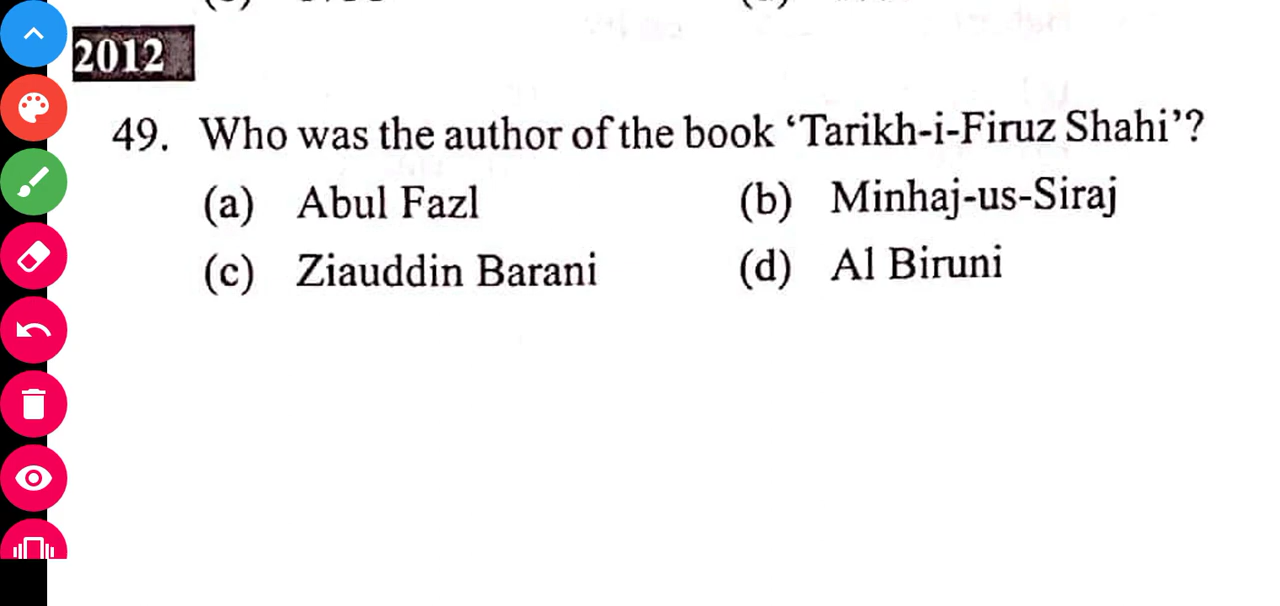 2012
49. Who was the author of the book ‘Tarikh-i-Firuz Shahi’?
(a) Abul Fazl (b) Minhaj-us-Siraj
(c) Ziauddin Barani (d) Al Biruni